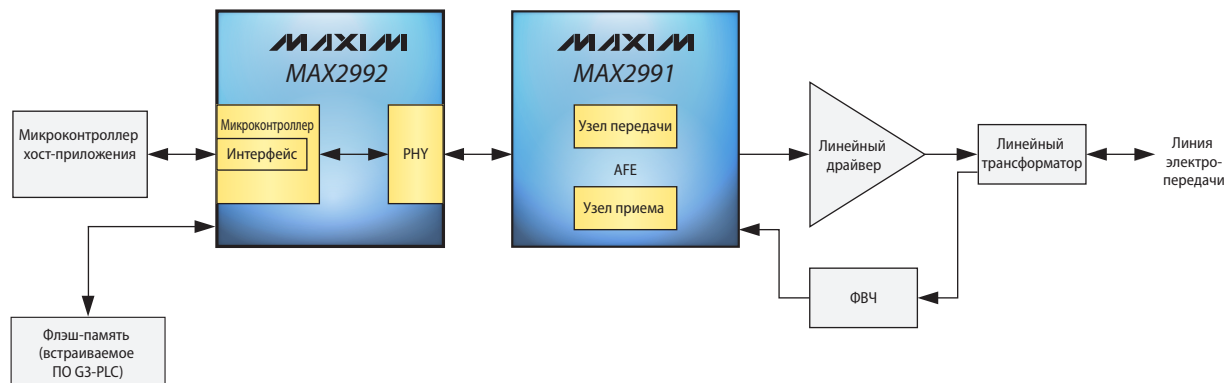 MAXIM
MAX2992
MAXIM
MAX2991
Микроконтроллер
хост-приложения
Микроконтроллер
Интерфейс
PHY
Узел передачи
AFE
Узел приема
Линейный
драйвер
Линейный
трансформатор
Линия
электро-
передачи
ФВЧ
Флэш-память
(встраиваемое
ПО G3-PLC)